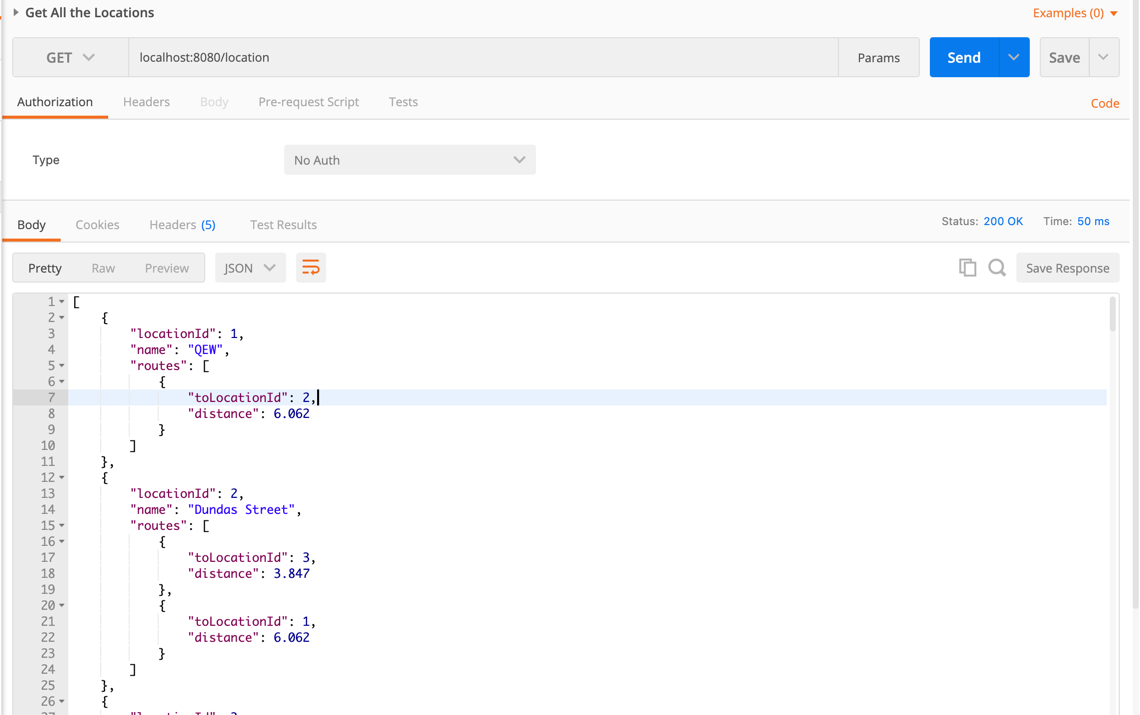 Get All the Locations Examples (0)
GET localhost:8080/location Params Send Save
Authorization Headers Body Pre-request Script Tests Code
Type No Auth
Body Cookies Headers (5) Test Results Status: 200 OK Time: 50 ms
Pretty Raw Preview JSON Save Response
1 [
2 {
3 "locationId": 1,
4 "name": "QEW",
5 "routes": [
6 {
7 "toLocationId": 2,
8 "distance": 6.062
9 }
10 ]
11 },
12 {
13 "locationId": 2,
14 "name": "Dundas Street",
15 "routes": [
16 {
17 "toLocationId": 3,
18 "distance": 3.847
19 },
20 {
21 "toLocationId": 1,
22 "distance": 6.062
23 }
24 ]
25 },
26 {